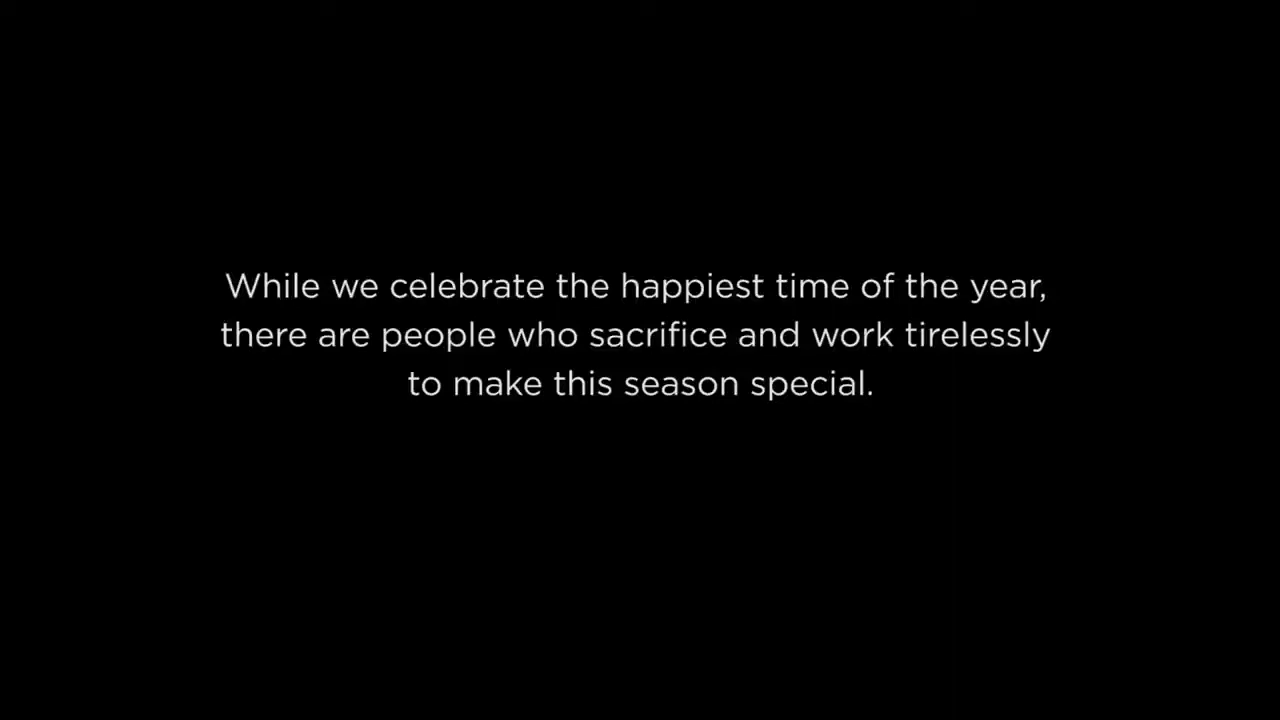 While we celebrate the happiest time of the year,
there are people who sacrifice and work tirelessly
to make this season special.